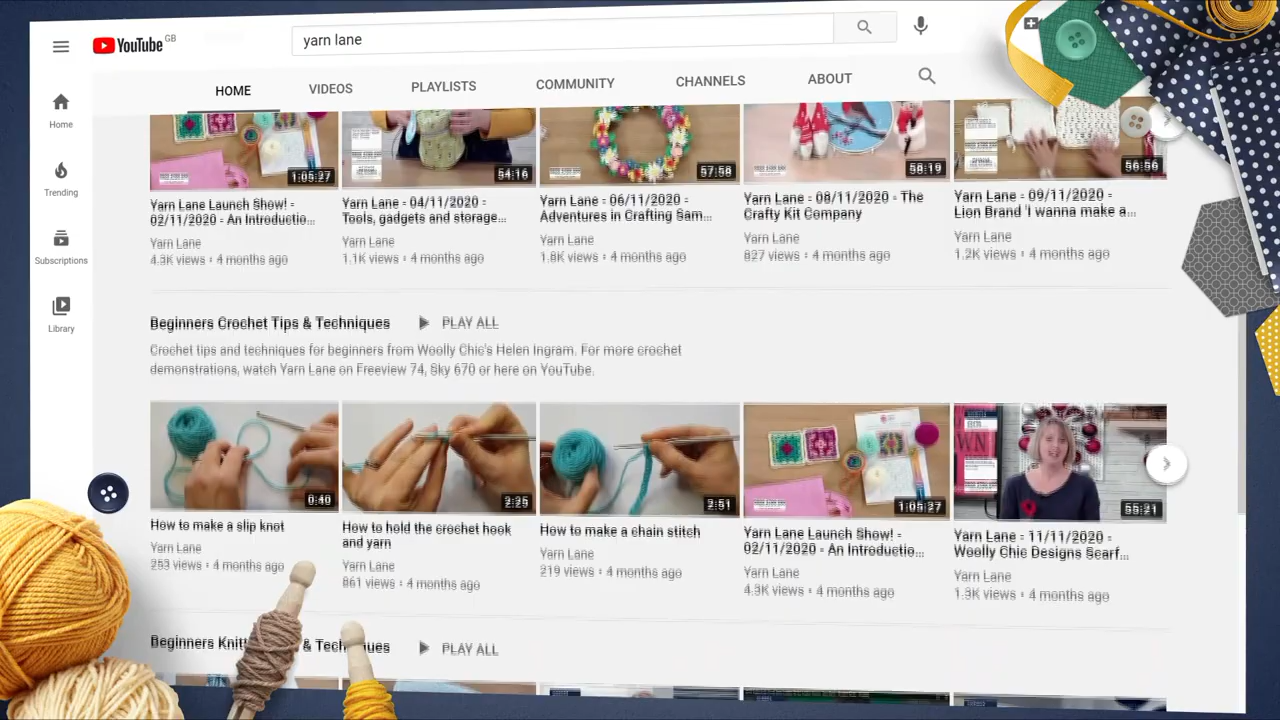 YouTube GB
yarn lane
HOME VIDEOS PLAYLISTS COMMUNITY CHANNELS ABOUT
Home
Trending
Subscriptions
Library
1:05:27
Yarn Lane Launch Show! -
02/11/2020 - An Introductio...
Yarn Lane
4.3K views • 4 months ago
54:16
Yarn Lane - 04/11/2020 -
Tools, gadgets and storage...
Yarn Lane
1.1K views • 4 months ago
57:58
Yarn Lane - 06/11/2020 -
Adventures in Crafting Sam...
Yarn Lane
1.8K views • 4 months ago
58:19
Yarn Lane - 08/11/2020 - The
Crafty Kit Company
Yarn Lane
827 views • 4 months ago
56:56
Yarn Lane - 09/11/2020 -
Lion Brand 'I wanna make a...
Yarn Lane
1.2K views • 4 months ago
Beginners Crochet Tips & Techniques PLAY ALL
Crochet tips and techniques for beginners from Woolly Chic's Helen Ingram. For more crochet
demonstrations, watch Yarn Lane on Freeview 74, Sky 670 or here on YouTube.
0:40
How to make a slip knot
Yarn Lane
253 views • 4 months ago
2:25
How to hold the crochet hook
and yarn
Yarn Lane
861 views • 4 months ago
2:51
How to make a chain stitch
Yarn Lane
219 views • 4 months ago
1:05:27
Yarn Lane Launch Show! -
02/11/2020 - An Introductio...
Yarn Lane
4.3K views • 4 months ago
55:21
Yarn Lane - 11/11/2020 -
Woolly Chic Designs Scarf...
Yarn Lane
1.3K views • 4 months ago
Beginners Knit & Techniques PLAY ALL